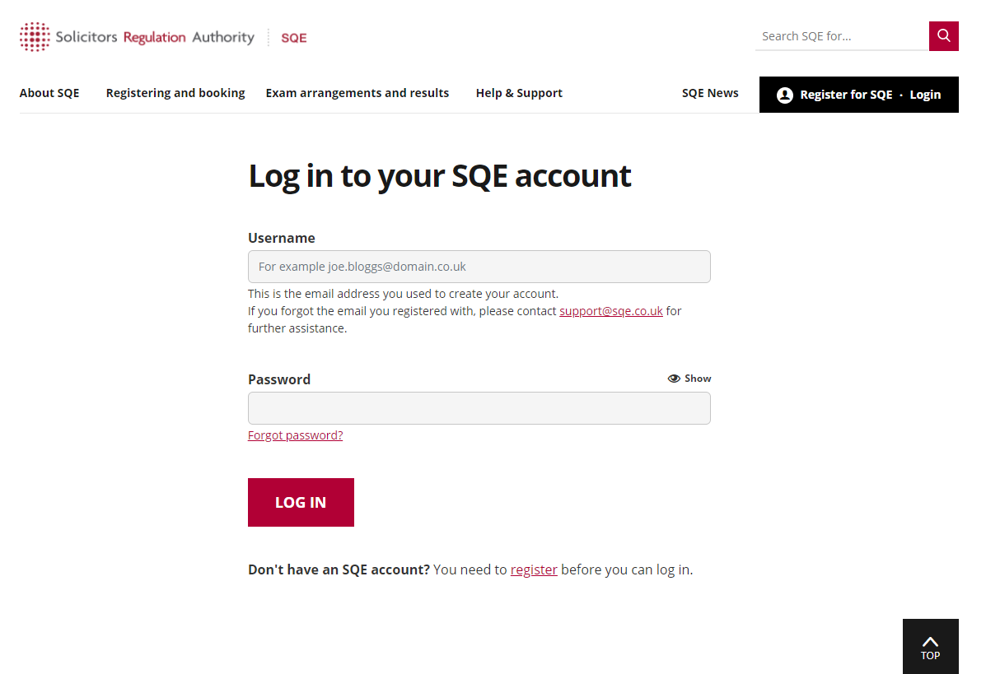 Solicitors Regulation Authority SQE
Search SQE for...
About SQE Registering and booking Exam arrangements and results Help & Support SQE News Register for SQE · Login
Log in to your SQE account
Username
For example joe.bloggs@domain.co.uk
This is the email address you used to create your account.
If you forgot the email you registered with, please contact support@sqe.co.uk for
further assistance.
Password Show
Forgot password?
LOG IN
Don't have an SQE account? You need to register before you can log in.
TOP